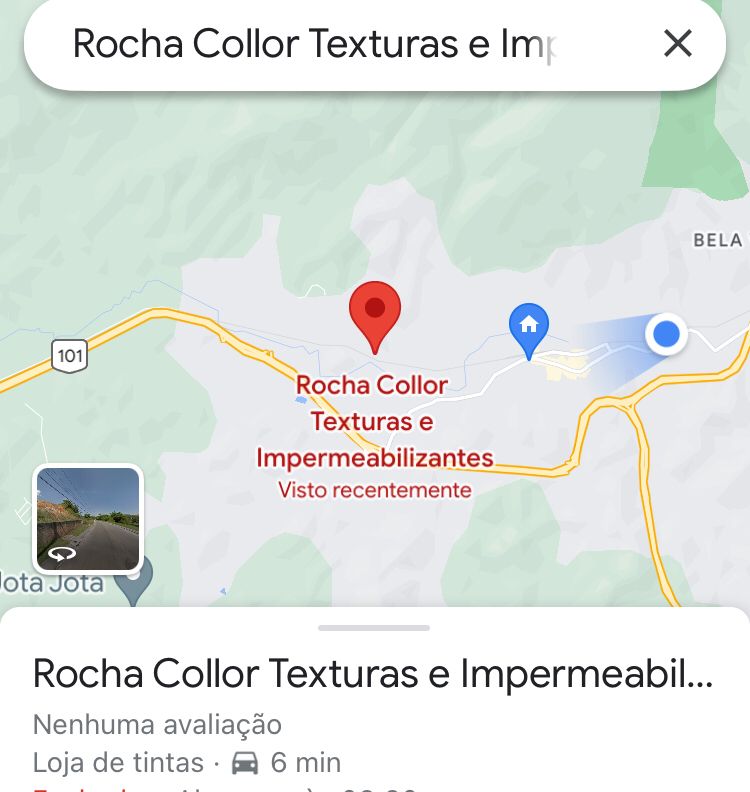 Rocha Collor Texturas e Imp
BELA
101
Rocha Collor
Texturas e
Impermeabilizantes
Visto recentemente
Jota Jota
Rocha Collor Texturas e Impermeabil...
Nenhuma avaliação
Loja de tintas · 6 min